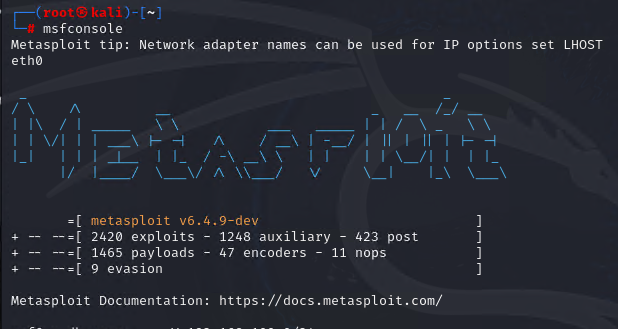 ┌──(root㉿kali)-[~]
└─# msfconsole
Metasploit tip: Network adapter names can be used for IP options set LHOST
eth0
METASPLOIT
=[ metasploit v6.4.9-dev ]
+ -- --=[ 2420 exploits - 1248 auxiliary - 423 post ]
+ -- --=[ 1465 payloads - 47 encoders - 11 nops ]
+ -- --=[ 9 evasion ]
Metasploit Documentation: https://docs.metasploit.com/